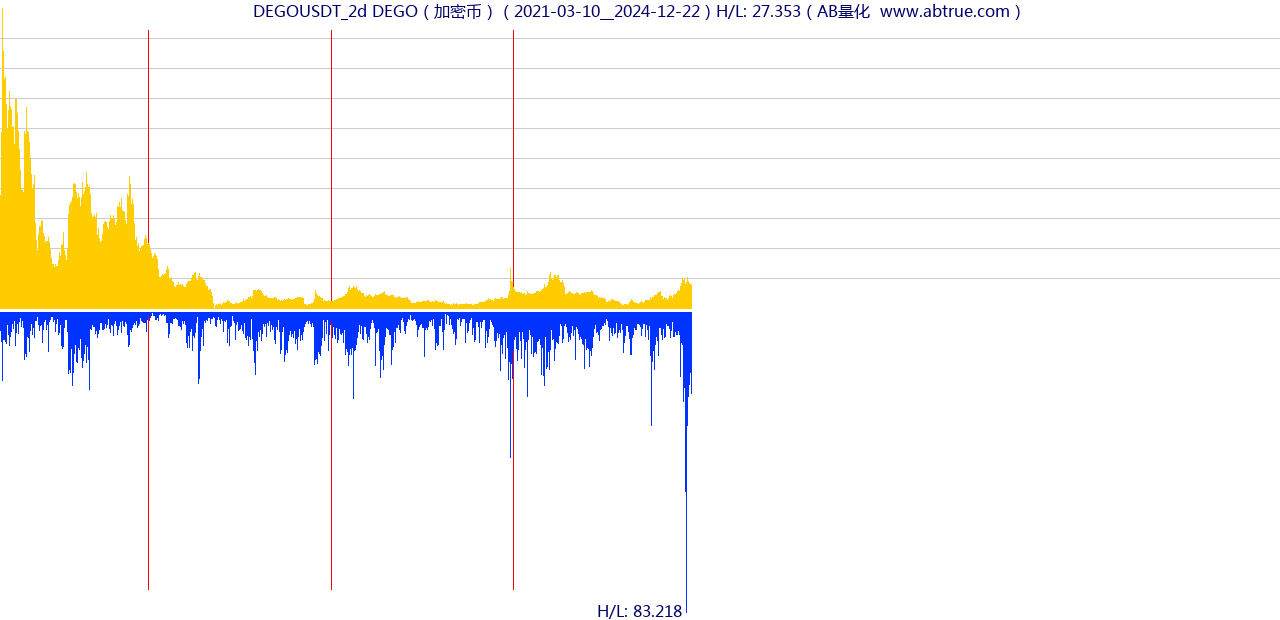 DEGOUSDT_2d DEGO ( 加密币 ) ( 2021-03-10__2024-12-22 ) H/L: 27.353 ( AB量化  www.abtrue.com )
H/L: 83.218